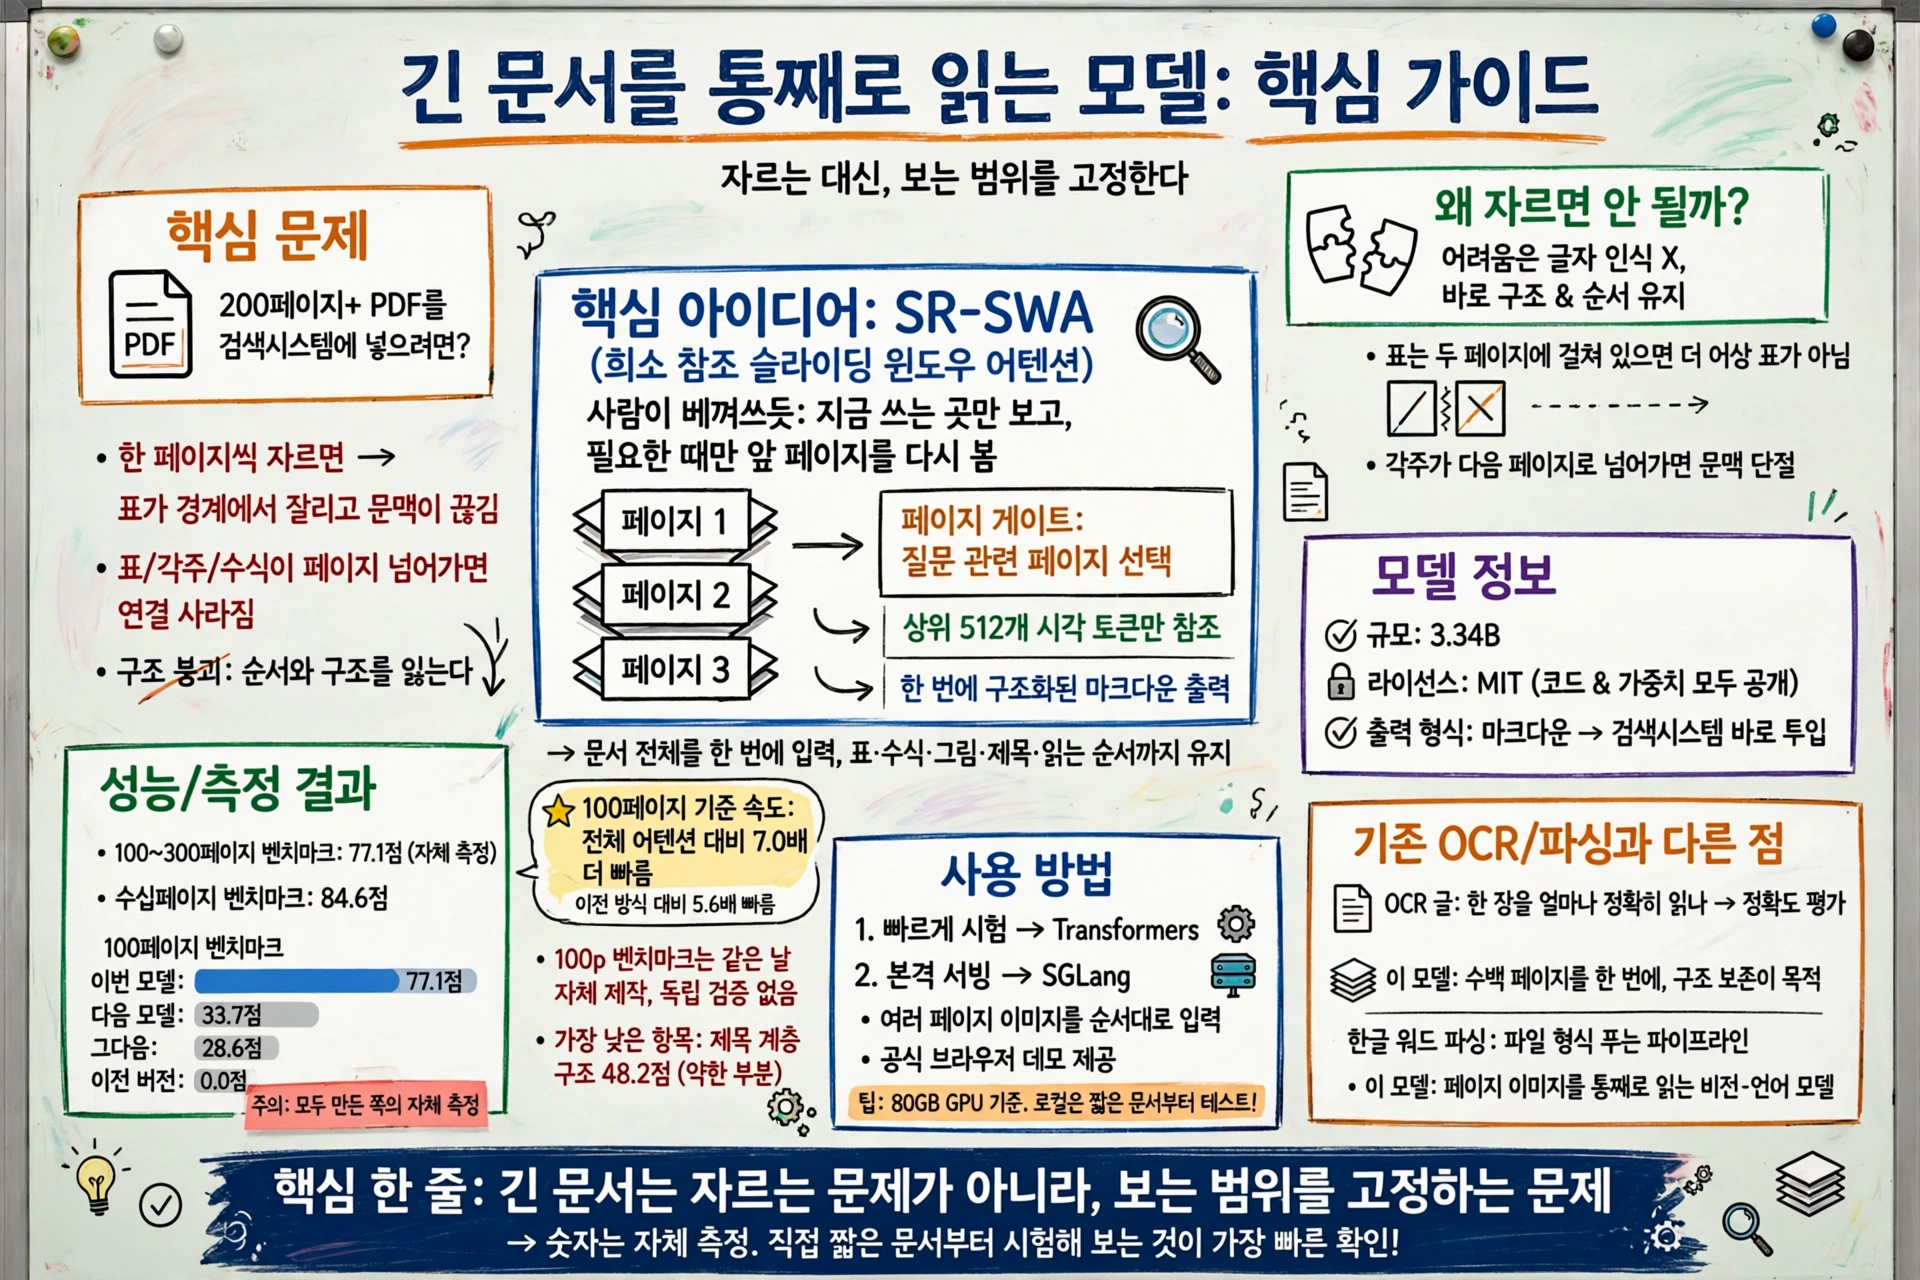 긴 문서를 통째로 읽는 모델: 핵심 가이드
자르는 대신, 보는 범위를 고정한다
핵심 문제
PDF
200페이지+ PDF를
검색시스템에 넣으려면?
• 한 페이지씩 자르면 →
표가 경계에서 잘리고 문맥이 끊김
• 표/각주/수식이 페이지 넘어가면
연결 사라짐
• 구조 붕괴: 순서와 구조를 잃는다
핵심 아이디어: SR-SWA
(희소 참조 슬라이딩 윈도우 어텐션)
사람이 베껴쓰듯: 지금 쓰는 곳만 보고,
필요한 때만 앞 페이지를 다시 봄
페이지 1
페이지 2
페이지 3
페이지 게이트:
질문 관련 페이지 선택
상위 512개 시각 토큰만 참조
한 번에 구조화된 마크다운 출력
→ 문서 전체를 한 번에 입력, 표·수식·그림·제목·읽는 순서까지 유지
왜 자르면 안 될까?
어려움은 글자 인식 X,
바로 구조 & 순서 유지
• 표는 두 페이지에 걸쳐 있으면 더 어상 표가 아님
• 각주가 다음 페이지로 넘어가면 문맥 단절
모델 정보
규모: 3.34B
라이선스: MIT (코드 & 가중치 모두 공개)
출력 형식: 마크다운 → 검색시스템 바로 투입
성능/측정 결과
• 100~300페이지 벤치마크: 77.1점 (자체 측정)
• 수십페이지 벤치마크: 84.6점
100페이지 벤치마크
이번 모델: 77.1점
다음 모델: 33.7점
그다음: 28.6점
이전 버전: 0.0점
주의: 모두 만든 쪽의 자체 측정
100페이지 기준 속도:
전체 어텐션 대비 7.0배
더 빠름
이전 방식 대비 5.6배 빠름
• 100p 벤치마크는 같은 날
자체 제작, 독립 검증 없음
• 가장 낮은 항목: 제목 계층
구조 48.2점 (약한 부분)
사용 방법
1. 빠르게 시험 → Transformers
2. 본격 서빙 → SGLang
• 여러 페이지 이미지를 순서대로 입력
• 공식 브라우저 데모 제공
팁: 80GB GPU 기준. 로컬은 짧은 문서부터 테스트!
기존 OCR/파싱과 다른 점
OCR 글: 한 장을 얼마나 정확히 읽나 → 정확도 평가
이 모델: 수백 페이지를 한 번에, 구조 보존이 목적
한글 워드 파싱: 파일 형식 푸는 파이프라인
• 이 모델: 페이지 이미지를 통째로 읽는 비전-언어 모델
핵심 한 줄: 긴 문서는 자르는 문제가 아니라, 보는 범위를 고정하는 문제
→ 숫자는 자체 측정. 직접 짧은 문서부터 시험해 보는 것이 가장 빠른 확인!